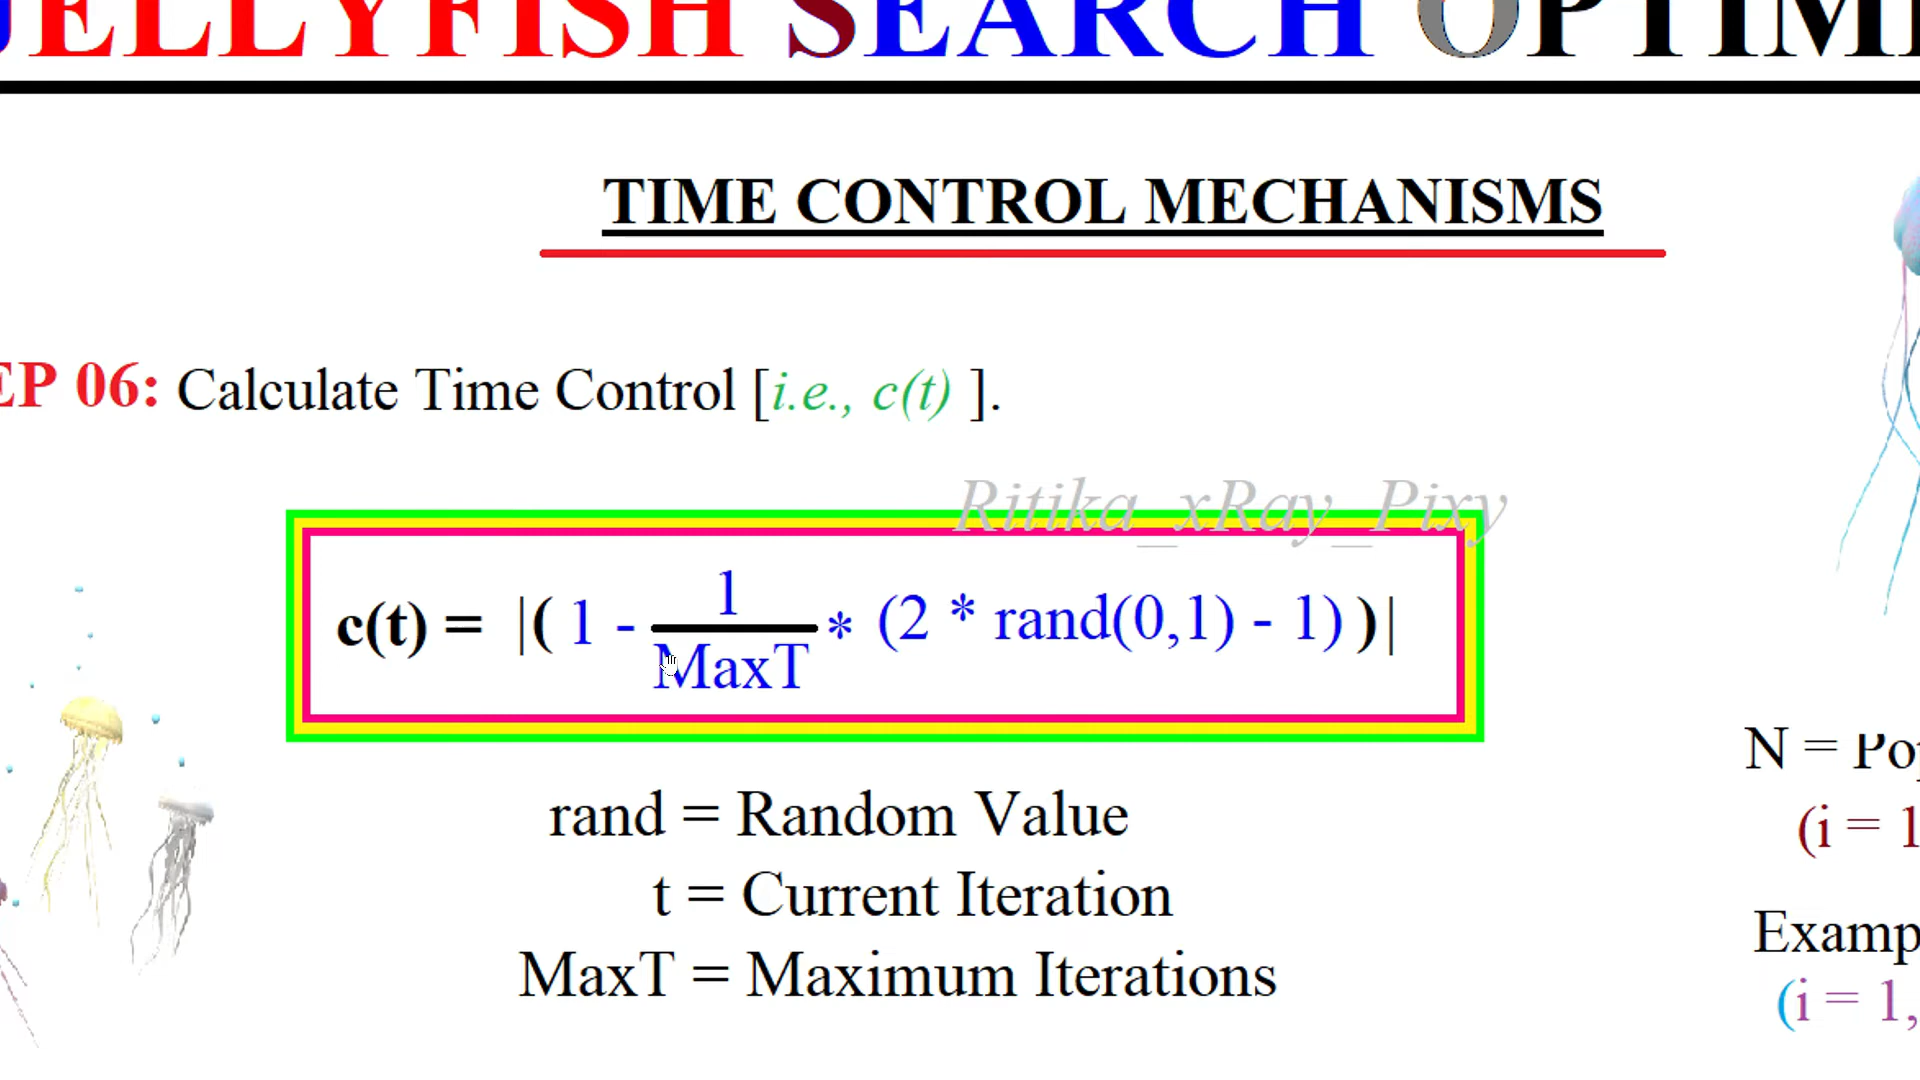 JELLYFISH SEARCH OPTIMI
TIME CONTROL MECHANISMS
EP 06: Calculate Time Control [i.e., c(t) ].
Ritika_xRay_Pixy
c(t) = |( 1 - 1/MaxT * (2 * rand(0,1) - 1) )|
rand = Random Value
t = Current Iteration
MaxT = Maximum Iterations
N = Pop
(i = 1
Examp
(i = 1,